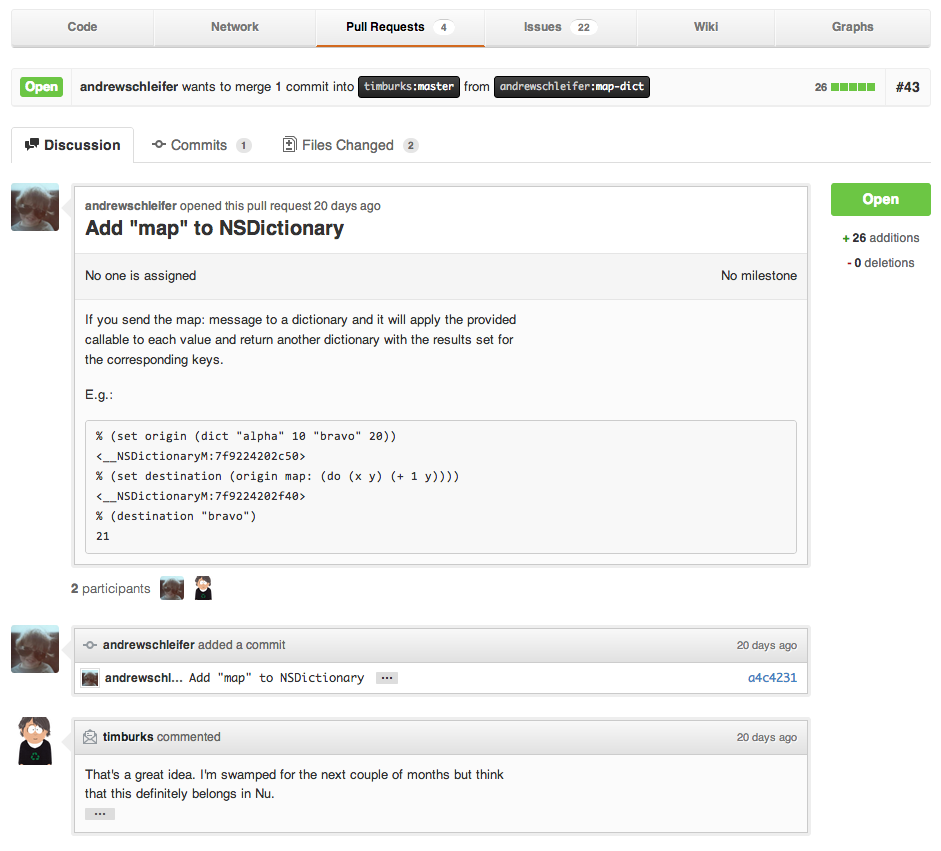 Code Network Pull Requests 4 Issues 22 Wiki Graphs
Open andrewschleifer wants to merge 1 commit into timburks:master from andrewschleifer:map-dict 26 #43
Discussion Commits 1 Files Changed 2
andrewschleifer opened this pull request 20 days ago
Add "map" to NSDictionary
Open
+ 26 additions
- 0 deletions
No one is assigned No milestone
If you send the map: message to a dictionary and it will apply the provided
callable to each value and return another dictionary with the results set for
the corresponding keys.
E.g.:
% (set origin (dict "alpha" 10 "bravo" 20))
<__NSDictionaryM:7f9224202c50>
% (set destination (origin map: (do (x y) (+ 1 y))))
<__NSDictionaryM:7f9224202f40>
% (destination "bravo")
21
2 participants
andrewschleifer added a commit 20 days ago
andrewschl... Add "map" to NSDictionary ... a4c4231
timburks commented 20 days ago
That's a great idea. I'm swamped for the next couple of months but think
that this definitely belongs in Nu.
...